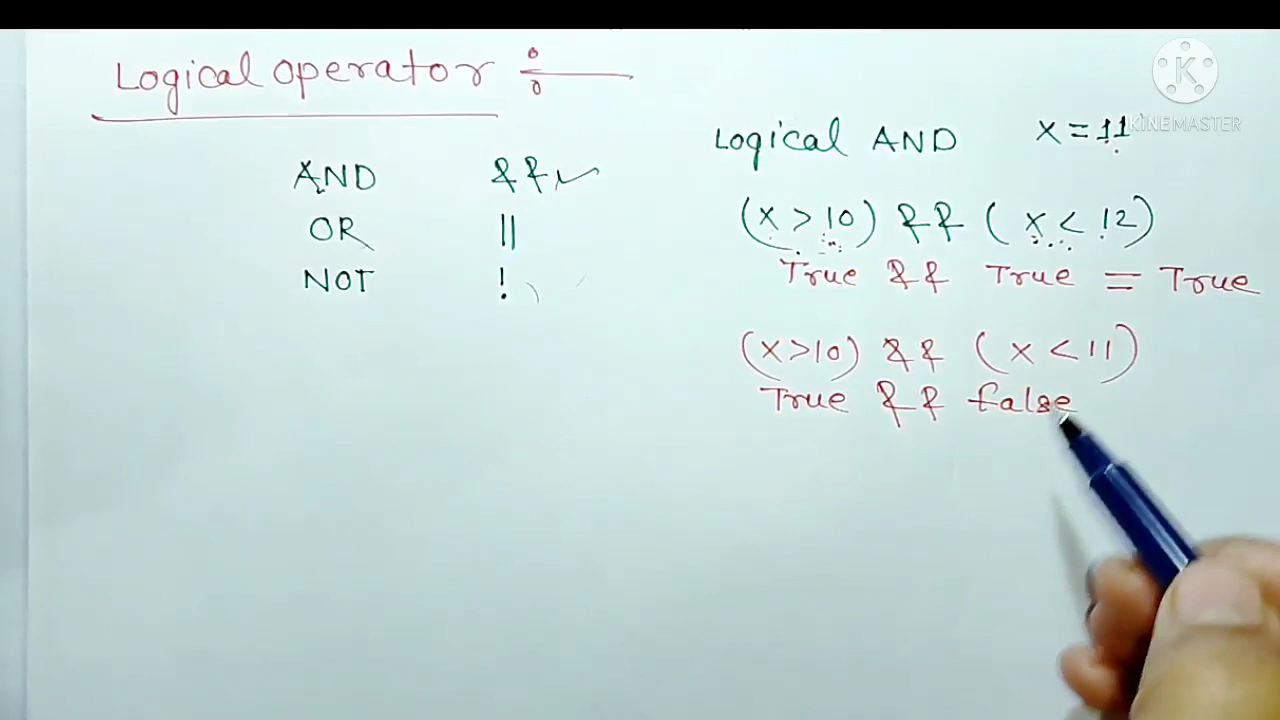 Logical operator :
AND &&
OR ||
NOT !
Logical AND x = 11
(x > 10) && (x < 12)
True && True = True
(x>10) && (x < 11)
True && false
K
KINEMASTER